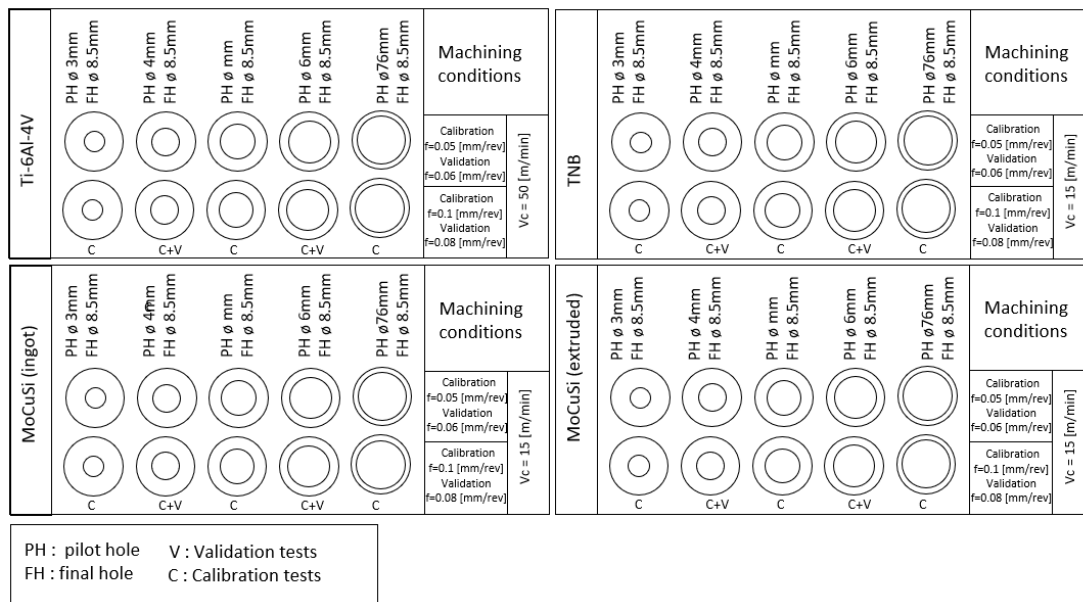 Ti-6Al-4V
PH ø 3mm
FH ø 8.5mm
PH ø 4mm
FH ø 8.5mm
PH ø mm
FH ø 8.5mm
PH ø 6mm
FH ø 8.5mm
PH ø76mm
FH ø 8.5mm
Machining
conditions
Calibration
f=0.05 [mm/rev]
Validation
f=0.06 [mm/rev]
Calibration
f=0.1 [mm/rev]
Validation
f=0.08 [mm/rev]
Vc = 50 [m/min]
C C+V C C+V C
TNB
PH ø 3mm
FH ø 8.5mm
PH ø 4mm
FH ø 8.5mm
PH ø mm
FH ø 8.5mm
PH ø 6mm
FH ø 8.5mm
PH ø76mm
FH ø 8.5mm
Machining
conditions
Calibration
f=0.05 [mm/rev]
Validation
f=0.06 [mm/rev]
Calibration
f=0.1 [mm/rev]
Validation
f=0.08 [mm/rev]
Vc = 15 [m/min]
C C+V C C+V C
MoCuSi (ingot)
PH ø 3mm
FH ø 8.5mm
PH ø 4mm
FH ø 8.5mm
PH ø mm
FH ø 8.5mm
PH ø 6mm
FH ø 8.5mm
PH ø76mm
FH ø 8.5mm
Machining
conditions
Calibration
f=0.05 [mm/rev]
Validation
f=0.06 [mm/rev]
Calibration
f=0.1 [mm/rev]
Validation
f=0.08 [mm/rev]
Vc = 15 [m/min]
C C+V C C+V C
MoCuSi (extruded)
PH ø 3mm
FH ø 8.5mm
PH ø 4mm
FH ø 8.5mm
PH ø mm
FH ø 8.5mm
PH ø 6mm
FH ø 8.5mm
PH ø76mm
FH ø 8.5mm
Machining
conditions
Calibration
f=0.05 [mm/rev]
Validation
f=0.06 [mm/rev]
Calibration
f=0.1 [mm/rev]
Validation
f=0.08 [mm/rev]
Vc = 15 [m/min]
C C+V C C+V C
PH : pilot hole V : Validation tests
FH : final hole C : Calibration tests